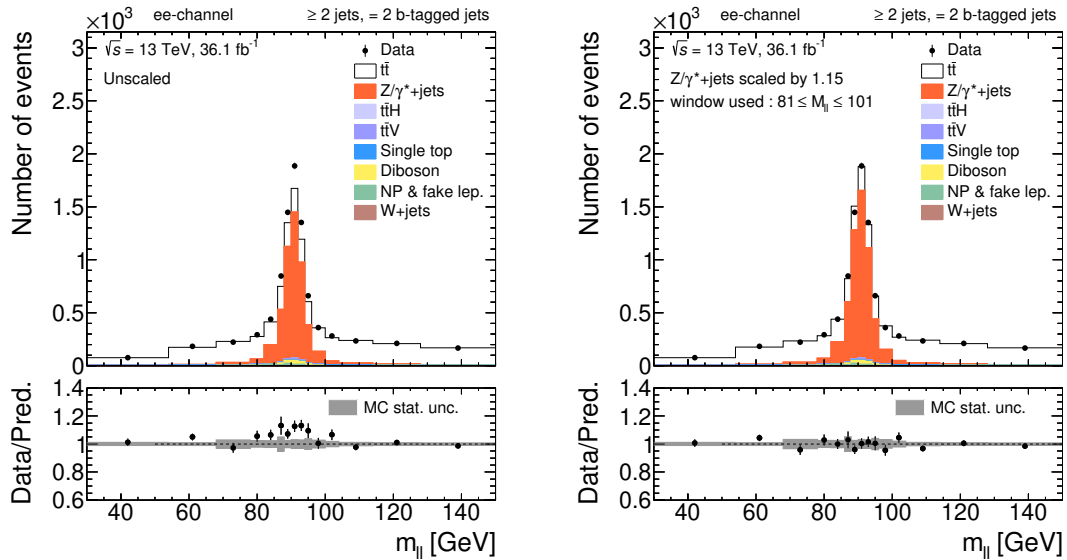 ee-channel
≥ 2 jets, = 2 b-tagged jets
×10³
√s = 13 TeV, 36.1 fb⁻¹
Unscaled
Data
tt̄
Z/γ*+jets
tt̄H
tt̄V
Single top
Diboson
NP & fake lep.
W+jets
Number of events
3
2.5
2
1.5
1
0.5
0
MC stat. unc.
Data/Pred.
1.4
1.2
1
0.8
0.6
40 60 80 100 120 140
m_ll [GeV]
ee-channel
≥ 2 jets, = 2 b-tagged jets
×10³
√s = 13 TeV, 36.1 fb⁻¹
Z/γ*+jets scaled by 1.15
window used : 81 ≤ M_ll ≤ 101
Data
tt̄
Z/γ*+jets
tt̄H
tt̄V
Single top
Diboson
NP & fake lep.
W+jets
Number of events
3
2.5
2
1.5
1
0.5
0
MC stat. unc.
Data/Pred.
1.4
1.2
1
0.8
0.6
40 60 80 100 120 140
m_ll [GeV]